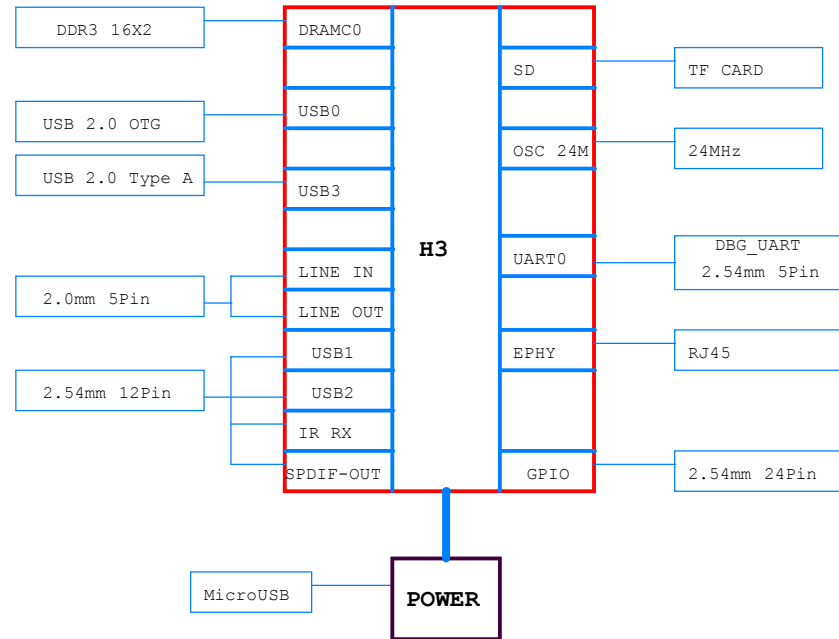 DDR3 16X2
DRAMC0
SD
TF CARD
USB 2.0 OTG
USB0
OSC 24M
24MHz
USB 2.0 Type A
USB3
H3
UART0
DBG_UART
2.54mm 5Pin
2.0mm 5Pin
LINE IN
LINE OUT
USB1
EPHY
RJ45
2.54mm 12Pin
USB2
IR RX
SPDIF-OUT
GPIO
2.54mm 24Pin
MicroUSB
POWER